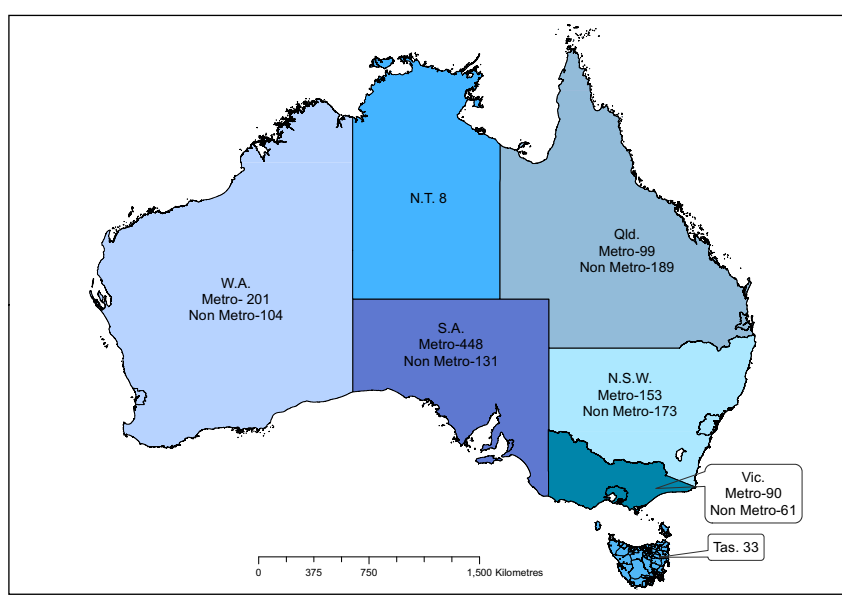 N.T. 8
Qld.
Metro-99
Non Metro-189
W.A.
Metro- 201
Non Metro-104
S.A.
Metro-448
Non Metro-131
N.S.W.
Metro-153
Non Metro-173
Vic.
Metro-90
Non Metro-61
Tas. 33
0 375 750 1,500 Kilometres